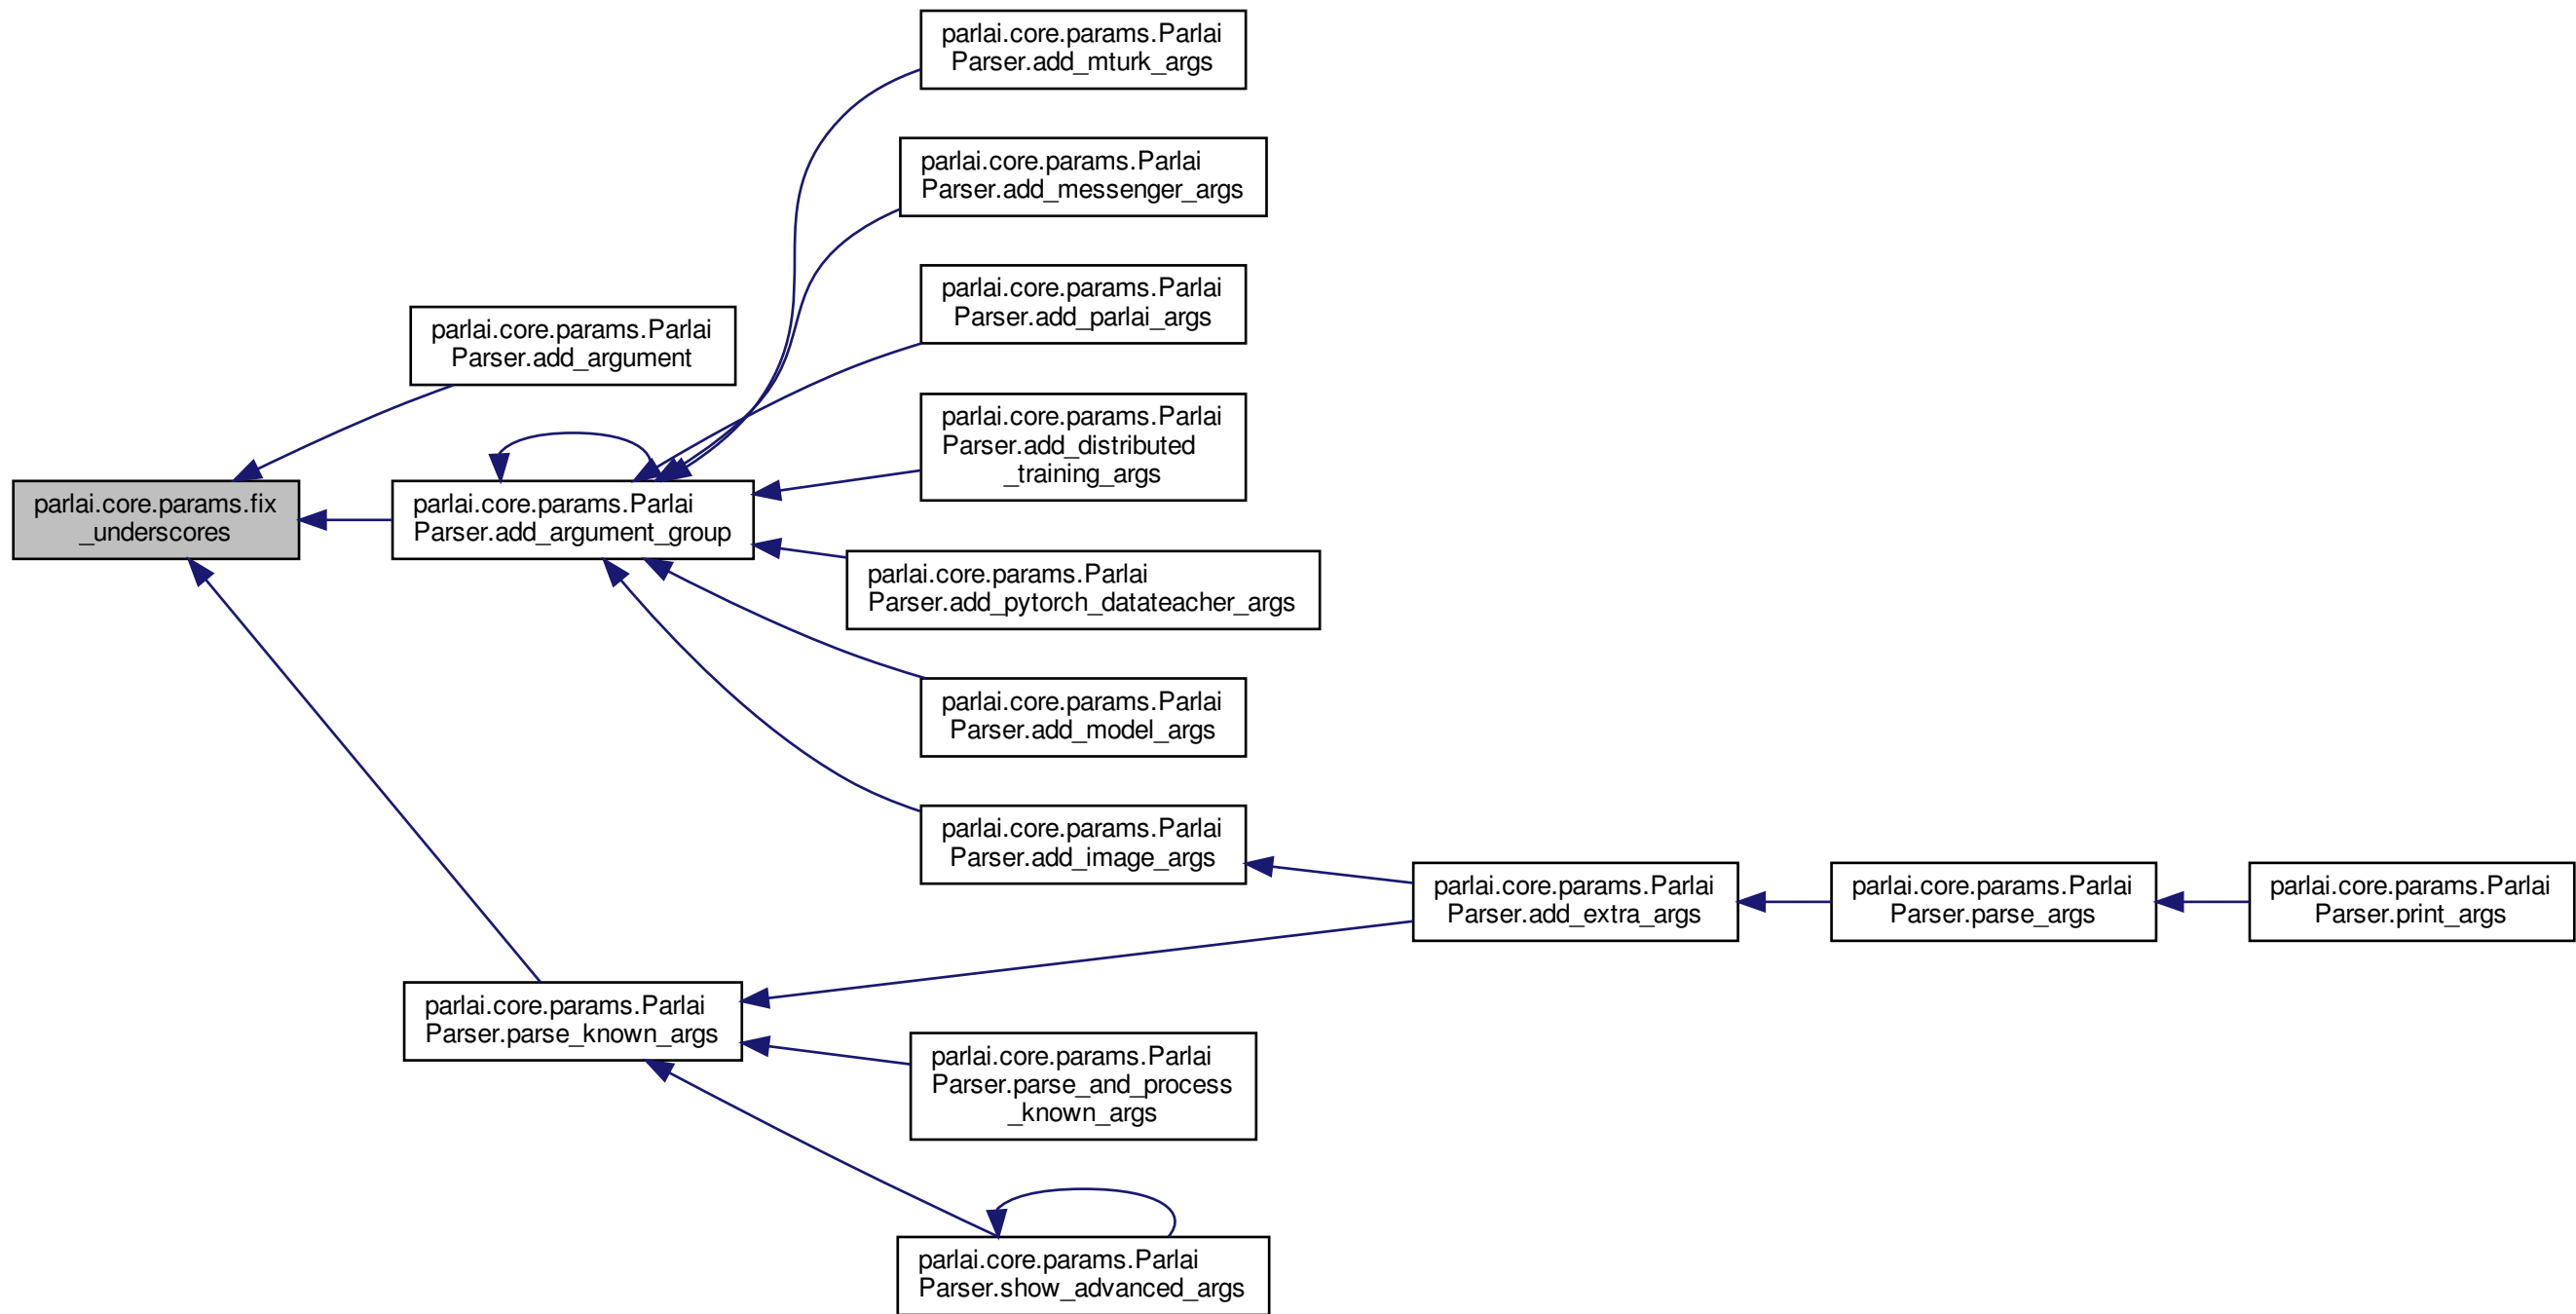 parlai.core.params.Parlai
Parser.add_mturk_args
parlai.core.params.Parlai
Parser.add_messenger_args
parlai.core.params.Parlai
Parser.add_parlai_args
parlai.core.params.Parlai
Parser.add_argument
parlai.core.params.Parlai
Parser.add_distributed
_training_args
parlai.core.params.fix
_underscores
parlai.core.params.Parlai
Parser.add_argument_group
parlai.core.params.Parlai
Parser.add_pytorch_datateacher_args
parlai.core.params.Parlai
Parser.add_model_args
parlai.core.params.Parlai
Parser.add_image_args
parlai.core.params.Parlai
Parser.add_extra_args
parlai.core.params.Parlai
Parser.parse_args
parlai.core.params.Parlai
Parser.print_args
parlai.core.params.Parlai
Parser.parse_known_args
parlai.core.params.Parlai
Parser.parse_and_process
_known_args
parlai.core.params.Parlai
Parser.show_advanced_args